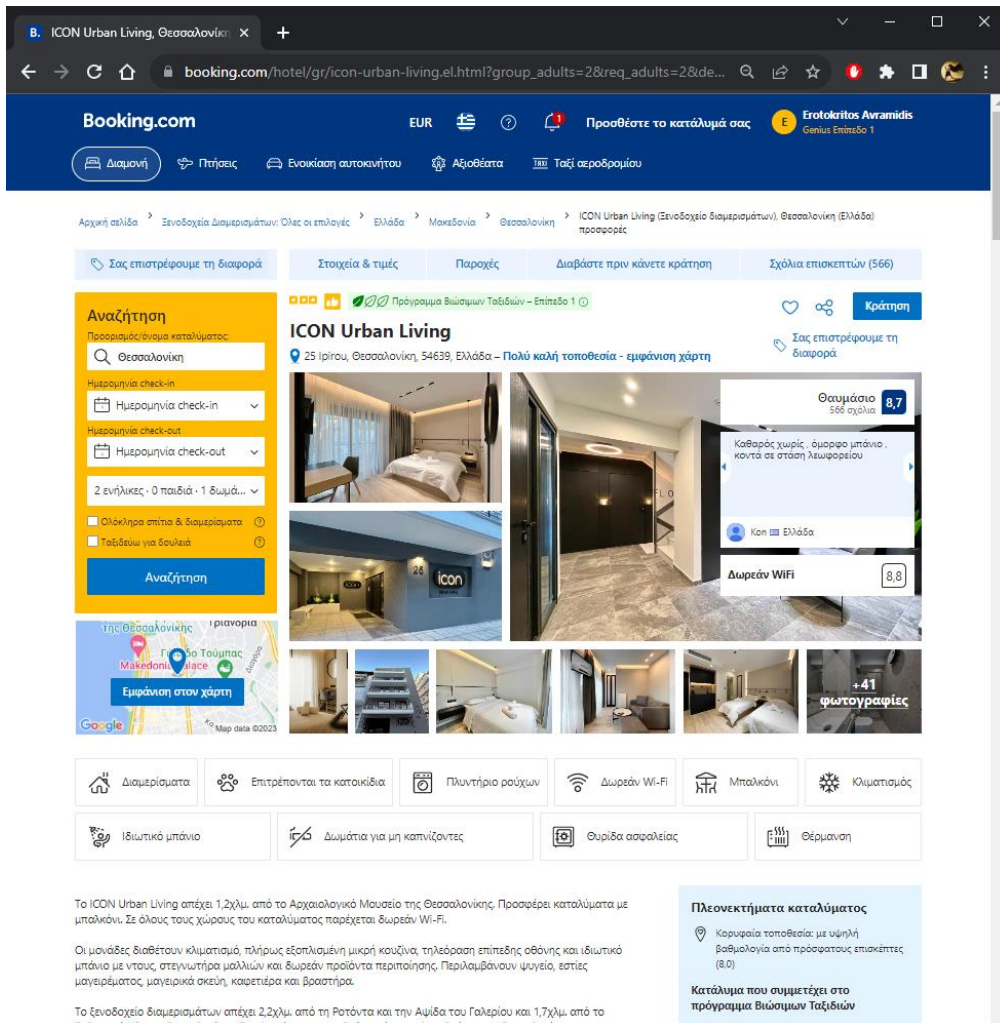 B. ICON Urban Living, Θεσσαλονίκη
booking.com/hotel/gr/icon-urban-living.el.html?group_adults=2&req_adults=2&de...
Booking.com
EUR
1
Προσθέστε το κατάλυμά σας
E
Erotokritos Avramidis
Genius Επίπεδο 1
Διαμονή
Πτήσεις
Ενοικίαση αυτοκινήτου
Αξιοθέατα
TAXI Ταξί αεροδρομίου
Αρχική σελίδα > Ξενοδοχεία Διαμερισμάτων: Όλες οι επιλογές > Ελλάδα > Μακεδονία > Θεσσαλονίκη > ICON Urban Living (Ξενοδοχείο διαμερισμάτων), Θεσσαλονίκη (Ελλάδα)
προσφορές
Σας επιστρέφουμε τη διαφορά
Στοιχεία & τιμές
Παροχές
Διαβάστε πριν κάνετε κράτηση
Σχόλια επισκεπτών (566)
Αναζήτηση
Προορισμός/όνομα καταλύματος:
Θεσσαλονίκη
Ημερομηνία check-in
Ημερομηνία check-in
Ημερομηνία check-out
Ημερομηνία check-out
2 ενήλικες · 0 παιδιά · 1 δωμά...
Ολόκληρα σπίτια & διαμερίσματα
Ταξιδεύω για δουλειά
Αναζήτηση
της Θεσσαλονίκης
Τριανδρία
Τούμπας
Makedonia Palace
Εμφάνιση στον χάρτη
Google
Map data ©2023
Πρόγραμμα Βιώσιμων Ταξιδιών – Επίπεδο 1
Κράτηση
ICON Urban Living
Σας επιστρέφουμε τη
διαφορά
25 Ipirou, Θεσσαλονίκη, 54639, Ελλάδα – Πολύ καλή τοποθεσία - εμφάνιση χάρτη
icon
icon
FLO
Θαυμάσιο
566 σχόλια
8,7
Καθαρός χωρίς , όμορφο μπάνιο ,
κοντά σε στάση λεωφορείου
Kon Ελλάδα
Δωρεάν WiFi
8,8
+41
φωτογραφίες
Διαμερίσματα
Επιτρέπονται τα κατοικίδια
Πλυντήριο ρούχων
Δωρεάν Wi-Fi
Μπαλκόνι
Κλιματισμός
Ιδιωτικό μπάνιο
Δωμάτια για μη καπνίζοντες
Θυρίδα ασφαλείας
Θέρμανση
Το ICON Urban Living απέχει 1,2χλμ. από το Αρχαιολογικό Μουσείο της Θεσσαλονίκης. Προσφέρει καταλύματα με
μπαλκόνι. Σε όλους τους χώρους του καταλύματος παρέχεται δωρεάν Wi-Fi.
Οι μονάδες διαθέτουν κλιματισμό, πλήρως εξοπλισμένη μικρή κουζίνα, τηλεόραση επίπεδης οθόνης και ιδιωτικό
μπάνιο με ντους, στεγνωτήρα μαλλιών και δωρεάν προϊόντα περιποίησης. Περιλαμβάνουν ψυγείο, εστίες
μαγειρέματος, μαγειρικά σκεύη, καφετιέρα και βραστήρα.
Το ξενοδοχείο διαμερισμάτων απέχει 2,2χλμ. από τη Ροτόντα και την Αψίδα του Γαλερίου και 1,7χλμ. από το
Πλεονεκτήματα καταλύματος
Κορυφαία τοποθεσία: με υψηλή
βαθμολογία από πρόσφατους επισκέπτες
(8,0)
Κατάλυμα που συμμετέχει στο
πρόγραμμα Βιώσιμων Ταξιδιών